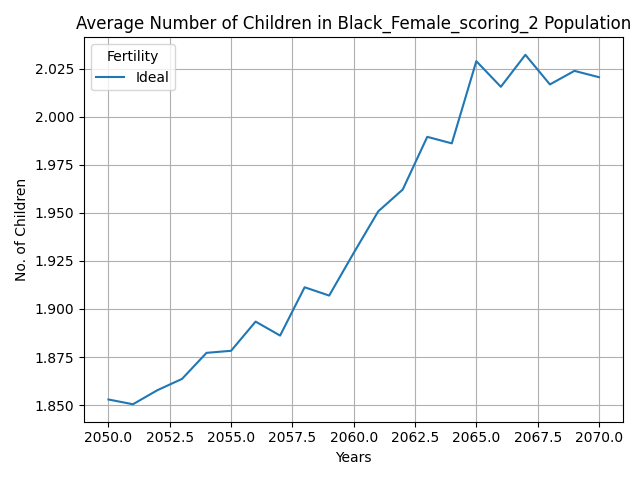 Average Number of Children in Black_Female_scoring_2 Population
Fertility
Ideal
No. of Children
2.025
2.000
1.975
1.950
1.925
1.900
1.875
1.850
2050.0 2052.5 2055.0 2057.5 2060.0 2062.5 2065.0 2067.5 2070.0
Years